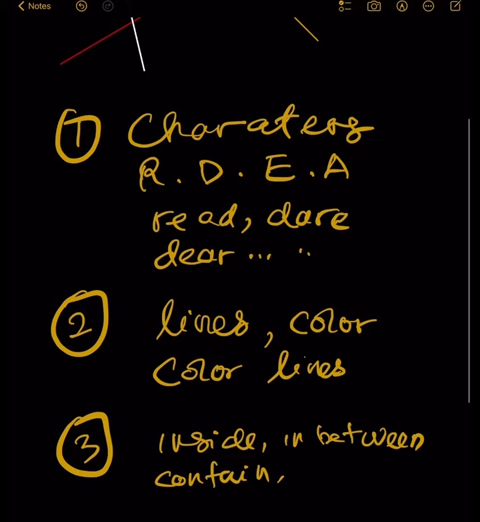 Notes
① Charaters
R. D. E. A
read, dare
dear... ..
② lines, color
color lines
③ inside, in between
contain,